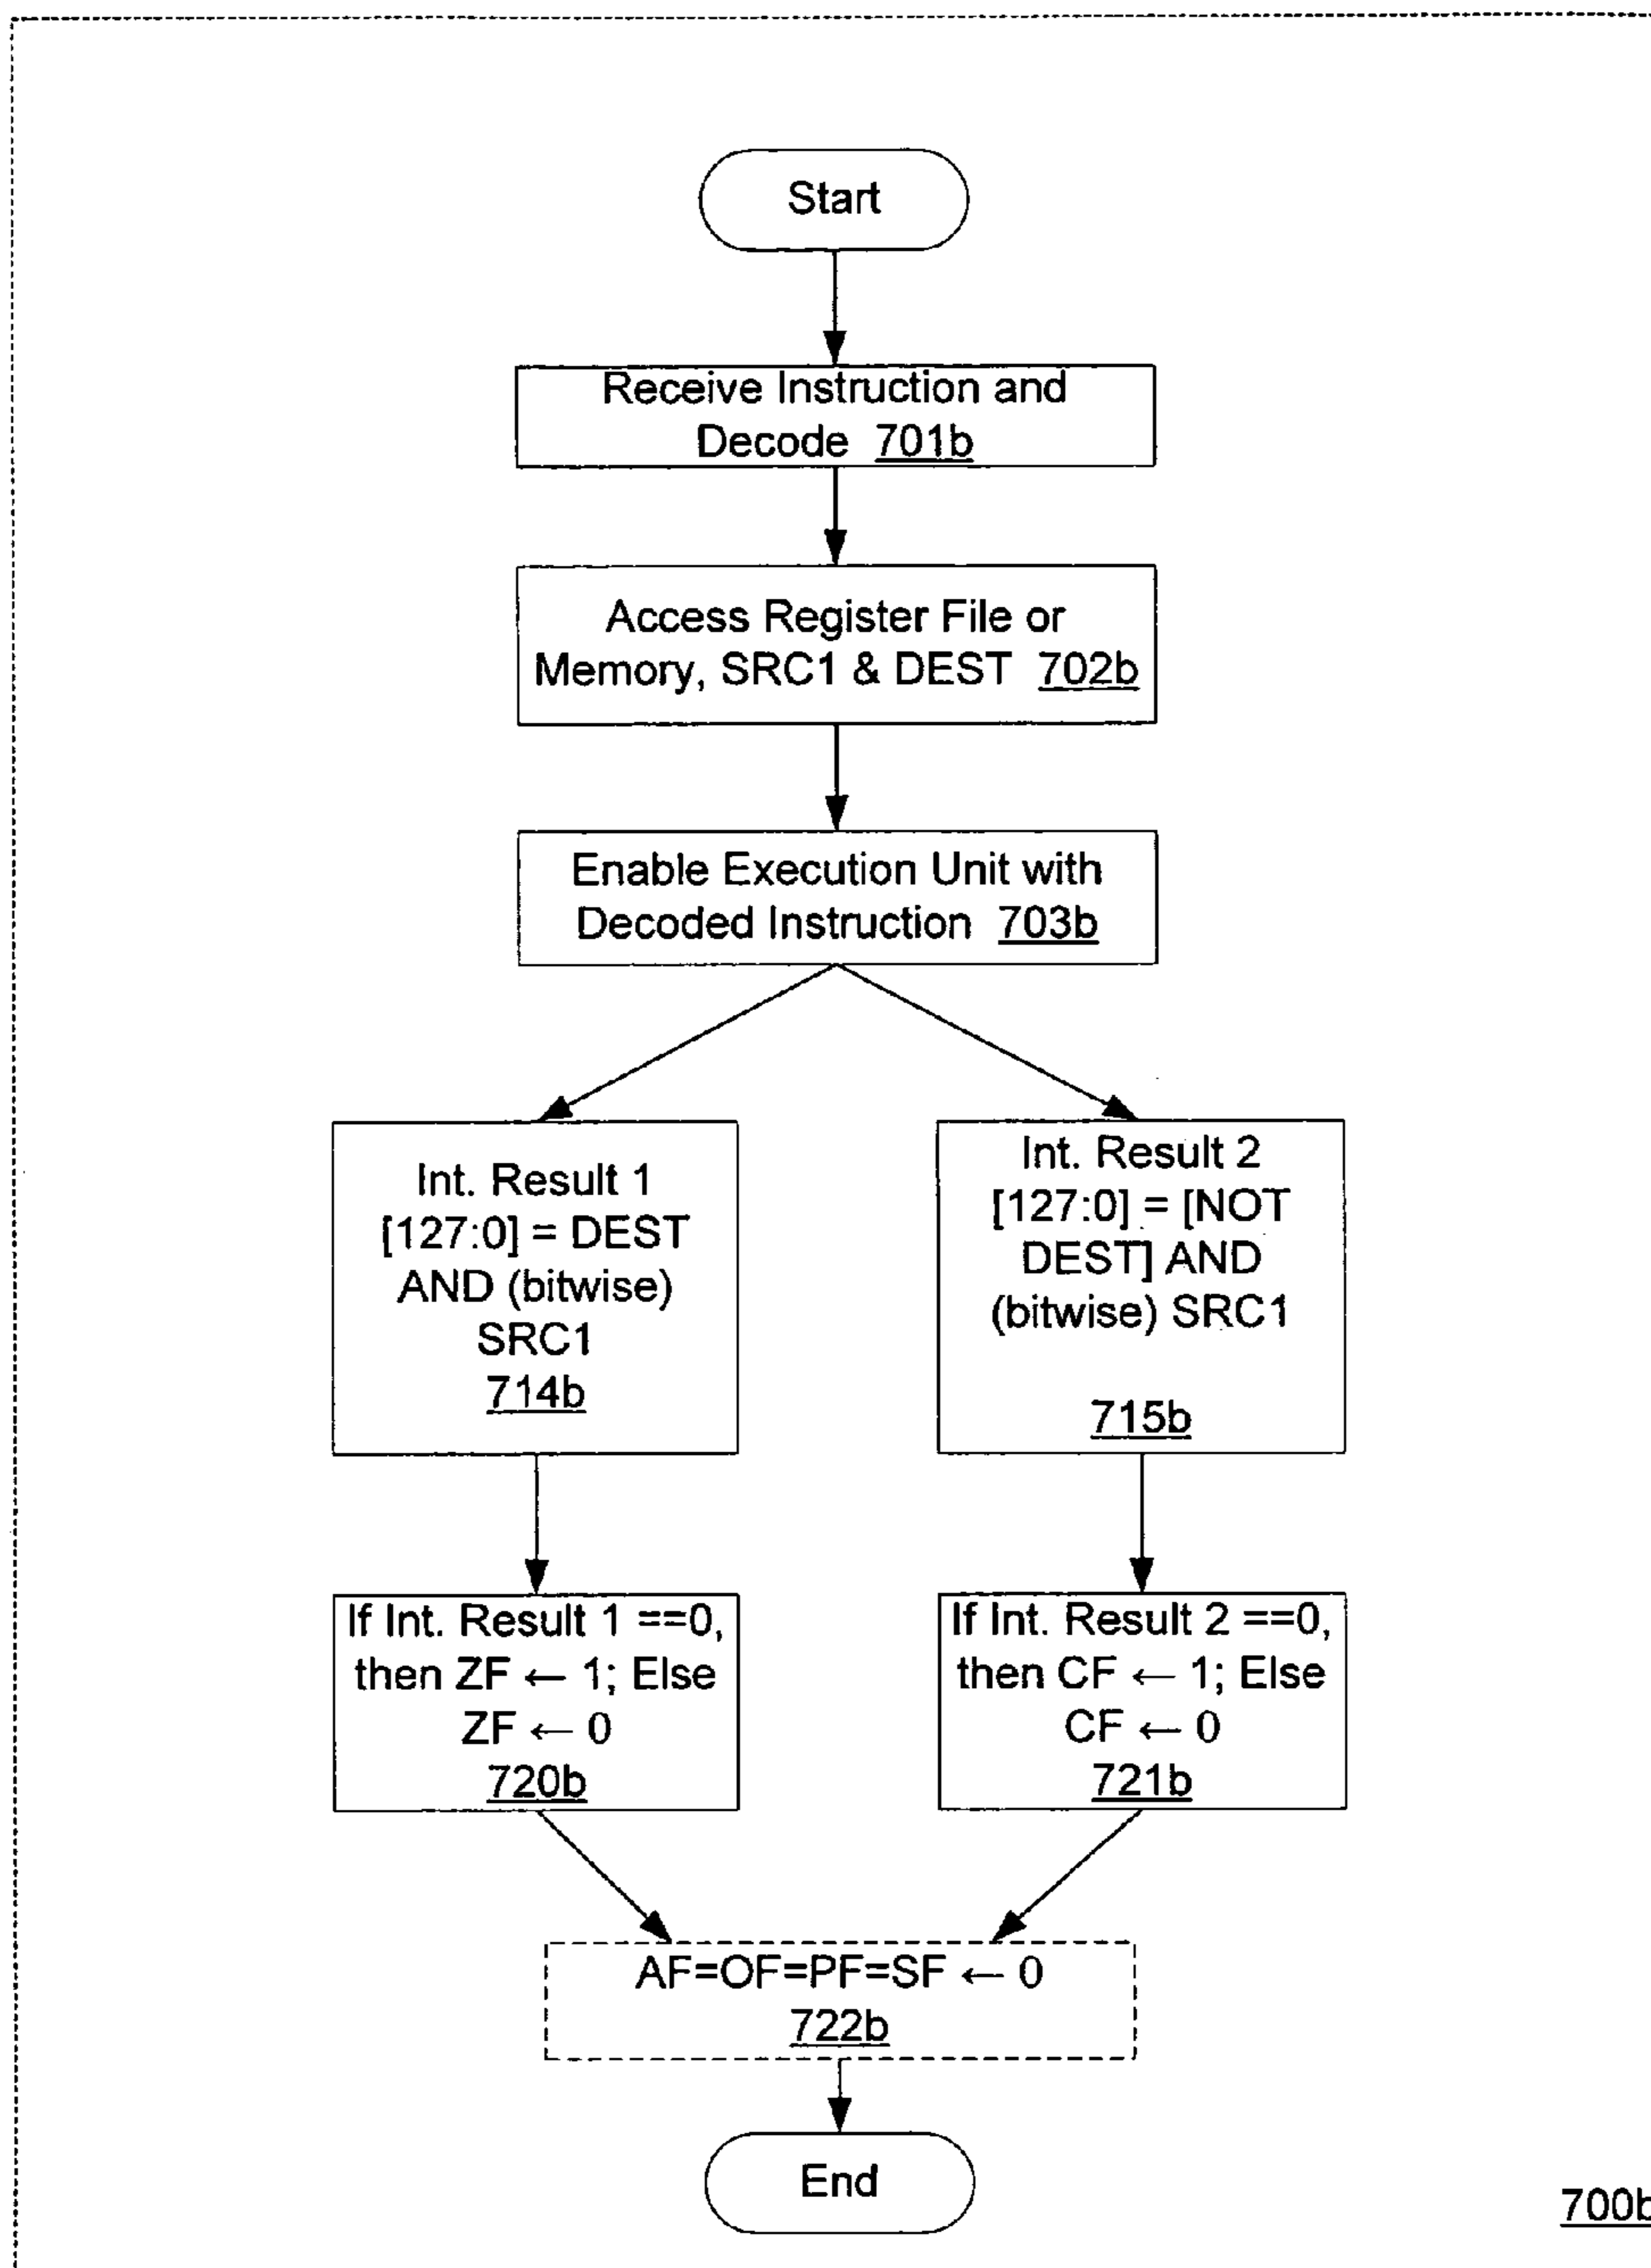 Start
Receive Instruction and
Decode 701b
Access Register File or
Memory, SRC1 & DEST 702b
Enable Execution Unit with
Decoded Instruction 703b
Int. Result 1
[127:0] = DEST
AND (bitwise)
SRC1
714b
Int. Result 2
[127:0] = [NOT
DEST] AND
(bitwise) SRC1
715b
If Int. Result 1 ==0,
then ZF ← 1; Else
ZF ← 0
720b
If Int. Result 2 ==0,
then CF ← 1; Else
CF ← 0
721b
AF=OF=PF=SF ← 0
722b
End
700b